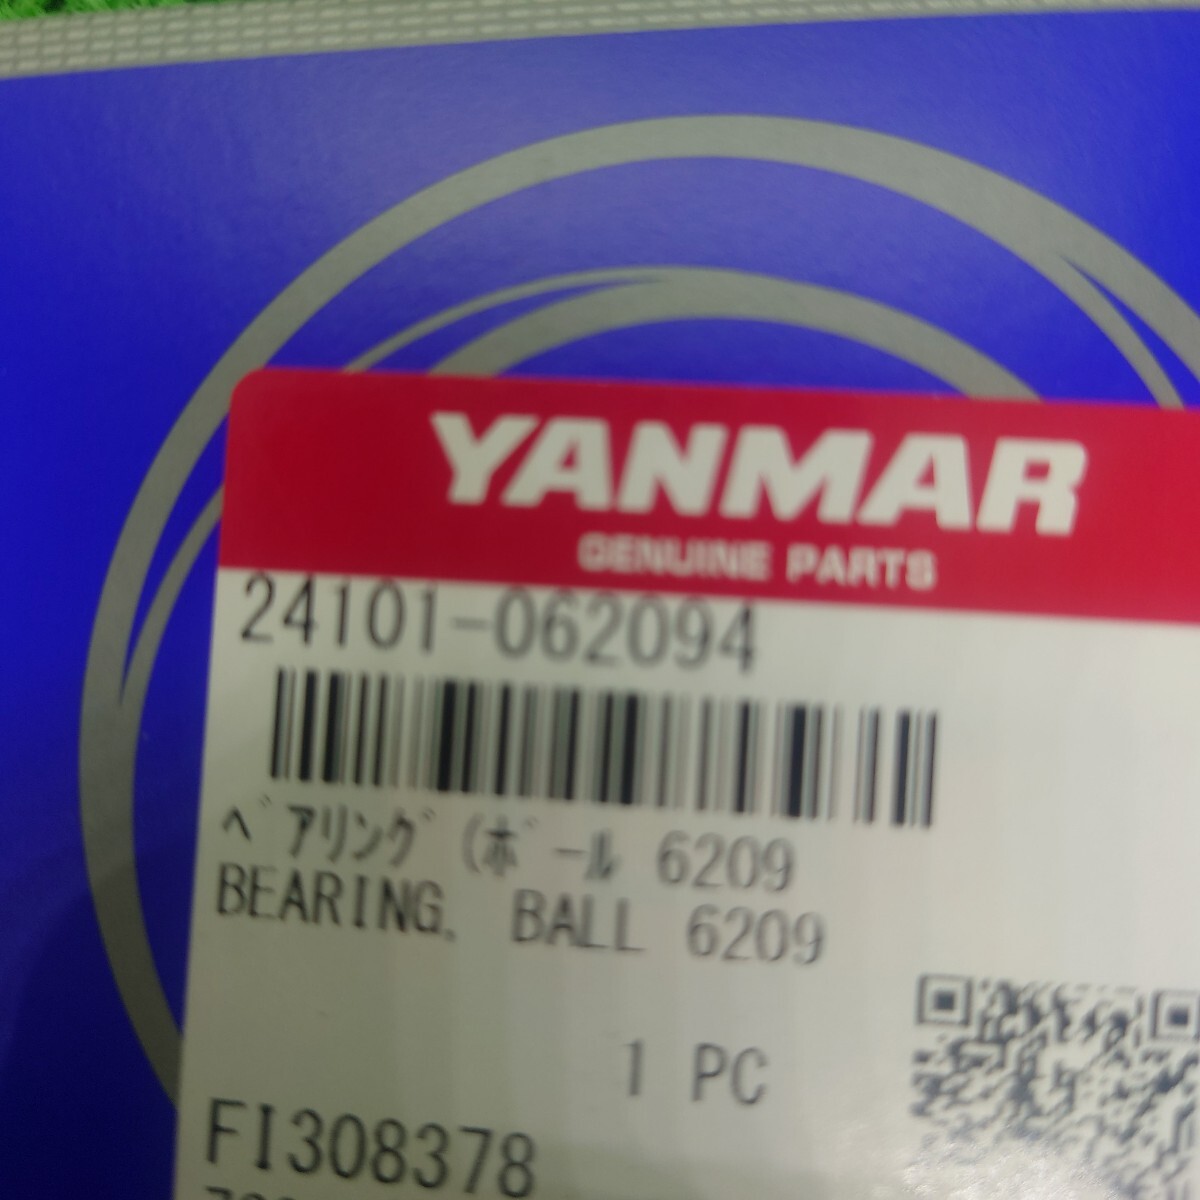 YANMAR
GENUINE PARTS
24101-062094
ﾍﾞｱﾘﾝｸﾞ(ﾎﾞｰﾙ 6209
BEARING, BALL 6209
1 PC
FI308378